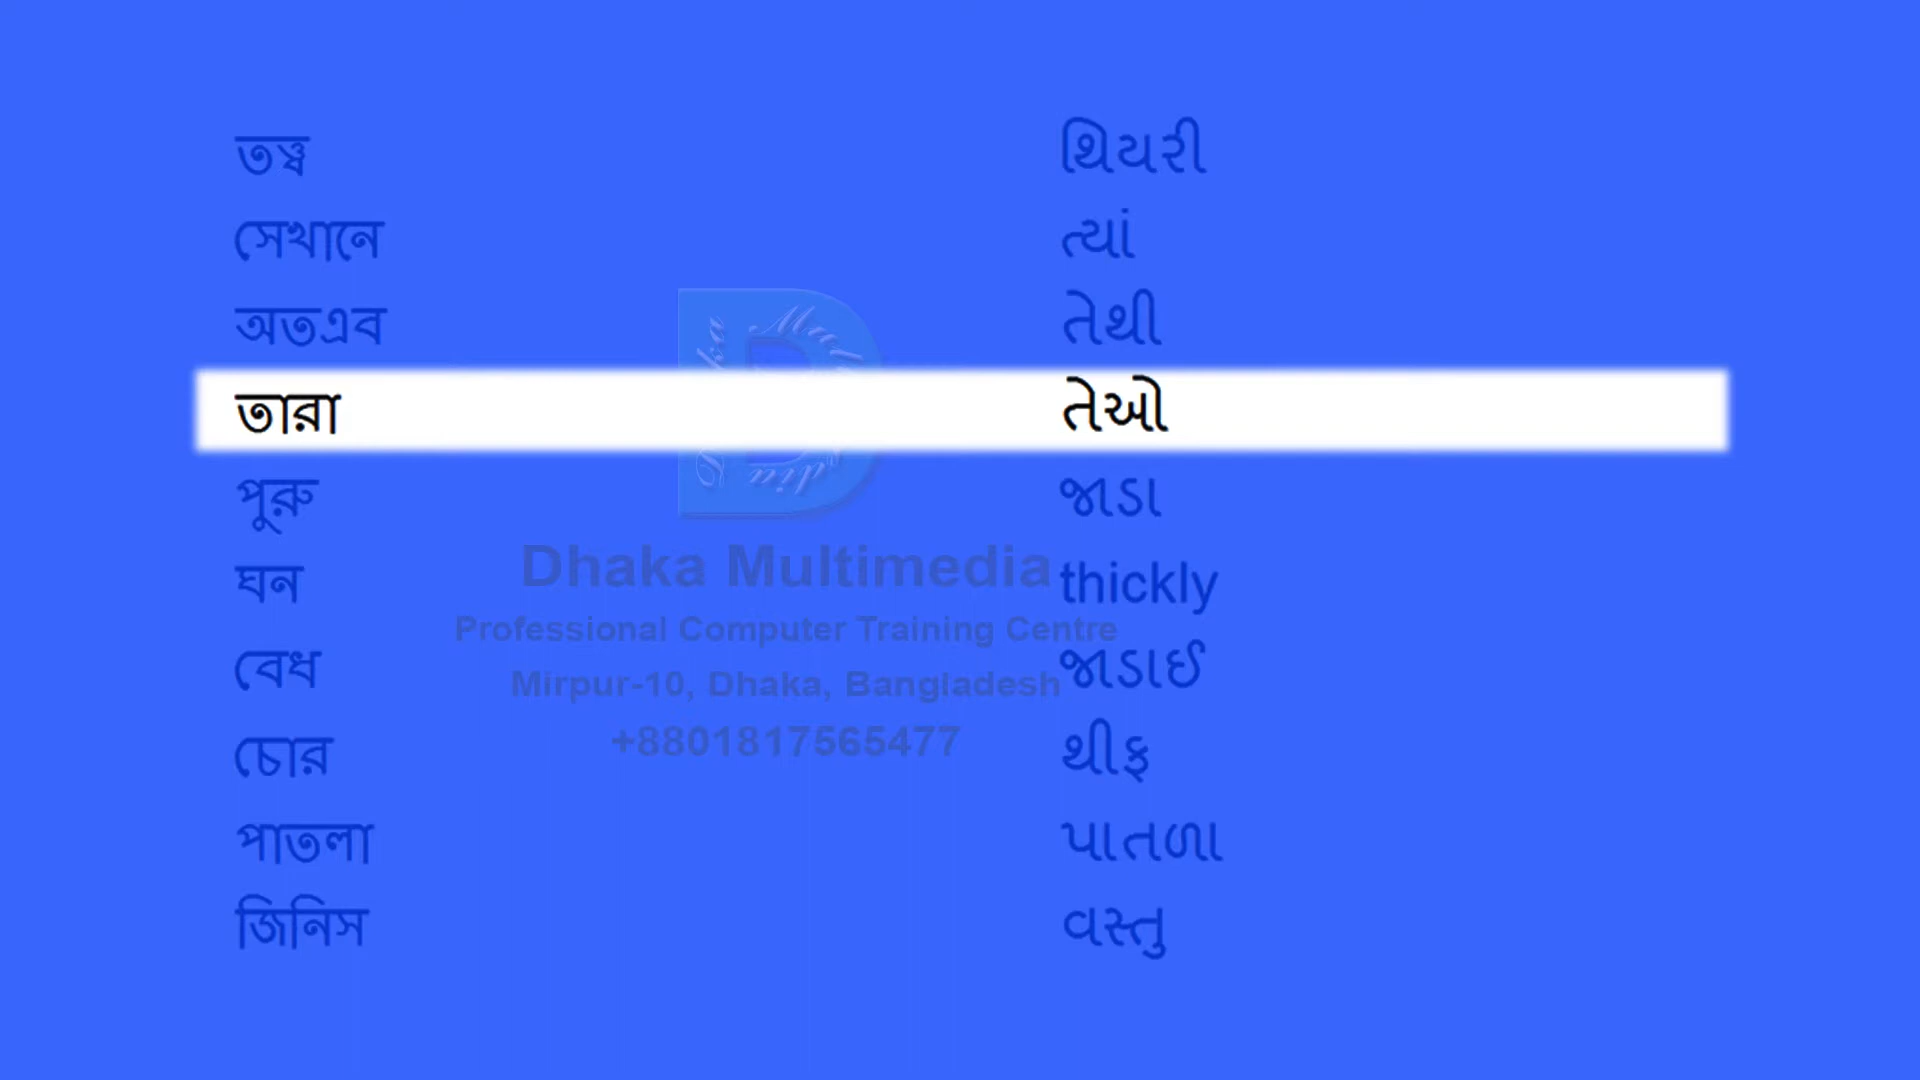 তত্ত্ব થિયરી
সেখানে ત્યાં
অতএব તેથી
তারা તેઓ
পুরু જાડા
ঘন thickly
বেধ જાડાઈ
চোর થીફ
পাতলা પાતળા
জিনিস વસ્તુ
Dhaka Multimedia
Professional Computer Training Centre
Mirpur-10, Dhaka, Bangladesh
+8801817565477